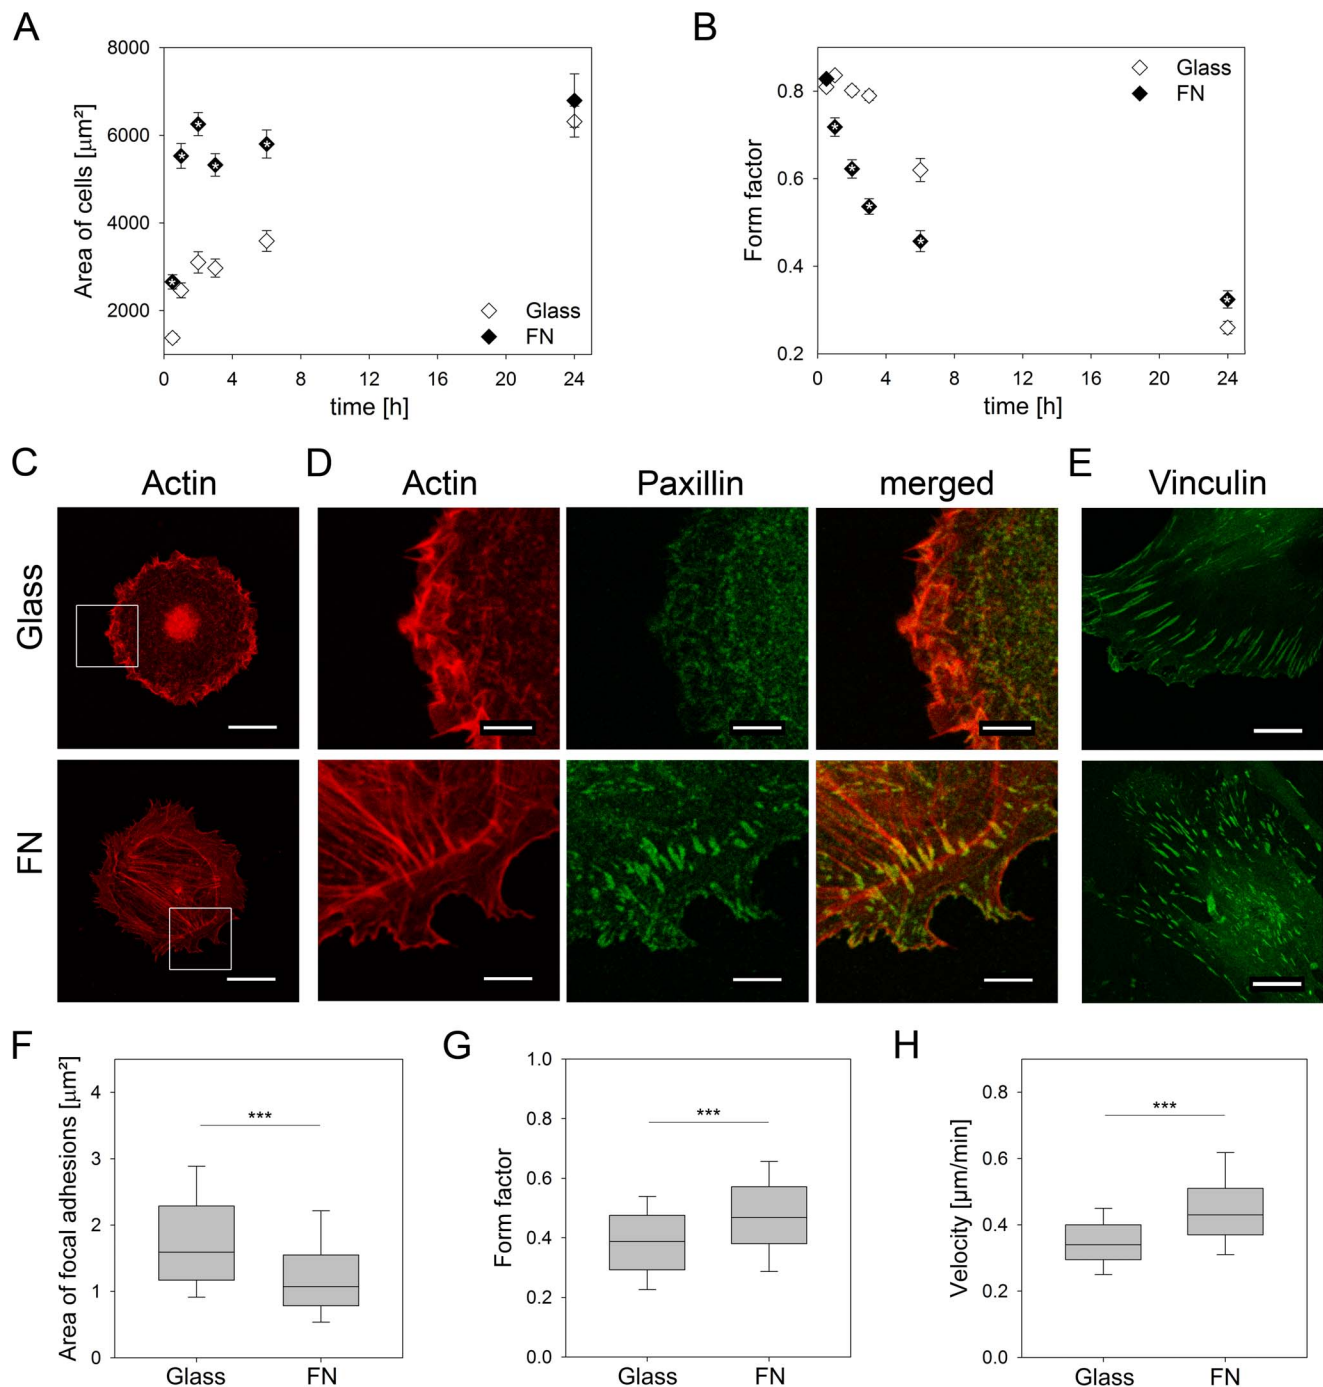 A
8000
6000
4000
2000
Area of cells [µm²]
Glass
FN
0 4 8 12 16 20 24
time [h]
B
0.8
0.6
0.4
0.2
Form factor
Glass
FN
0 4 8 12 16 20 24
time [h]
C
Actin
D
Actin
Paxillin
merged
E
Vinculin
Glass
FN
F
4
3
2
1
0
Area of focal adhesions [µm²]
***
Glass
FN
G
1.0
0.8
0.6
0.4
0.2
0.0
Form factor
***
Glass
FN
H
0.8
0.6
0.4
0.2
0.0
Velocity [µm/min]
***
Glass
FN